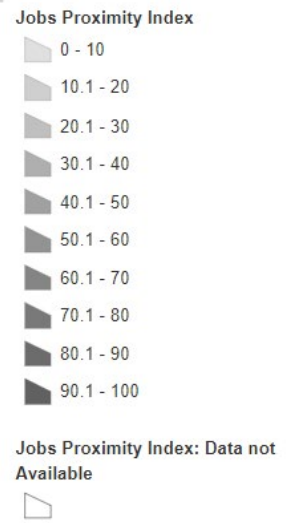 Jobs Proximity Index
0 - 10
10.1 - 20
20.1 - 30
30.1 - 40
40.1 - 50
50.1 - 60
60.1 - 70
70.1 - 80
80.1 - 90
90.1 - 100
Jobs Proximity Index: Data not
Available